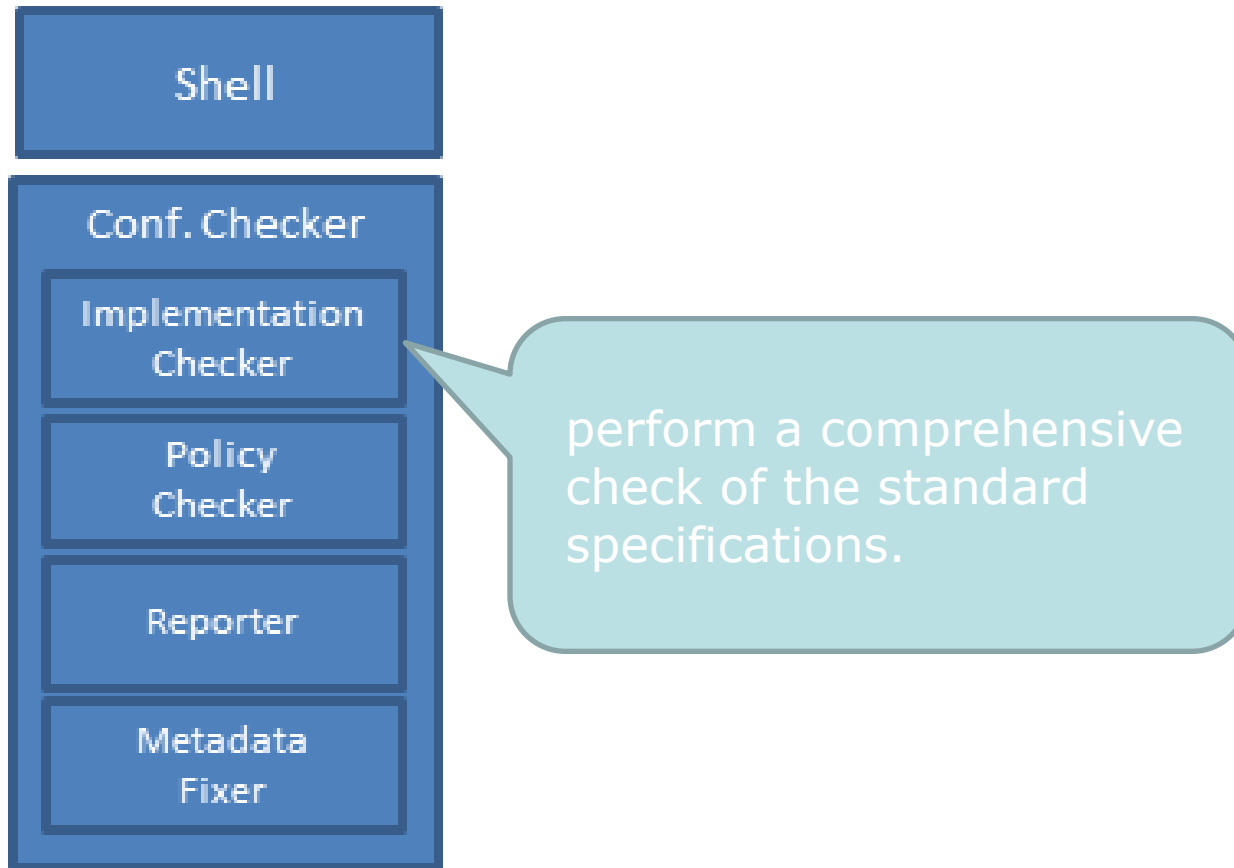 Shell
Conf. Checker
Implementation
Checker
Policy
Checker
Reporter
Metadata
Fixer
perform a comprehensive
check of the standard
specifications.